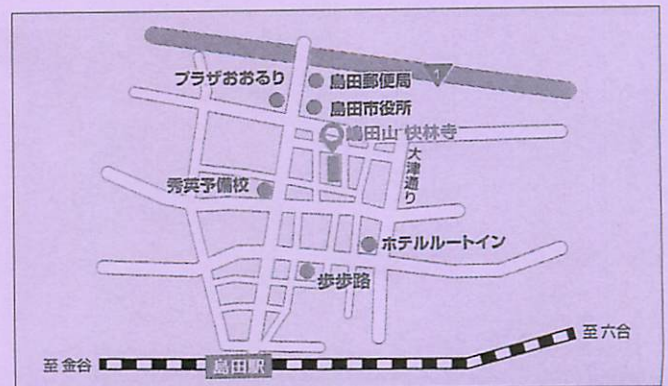 1
プラザおおるり
島田郵便局
島田市役所
嶋田山 快林寺
大津通り
秀英予備校
ホテルルートイン
歩歩路
至 六合
至 金谷
島田駅